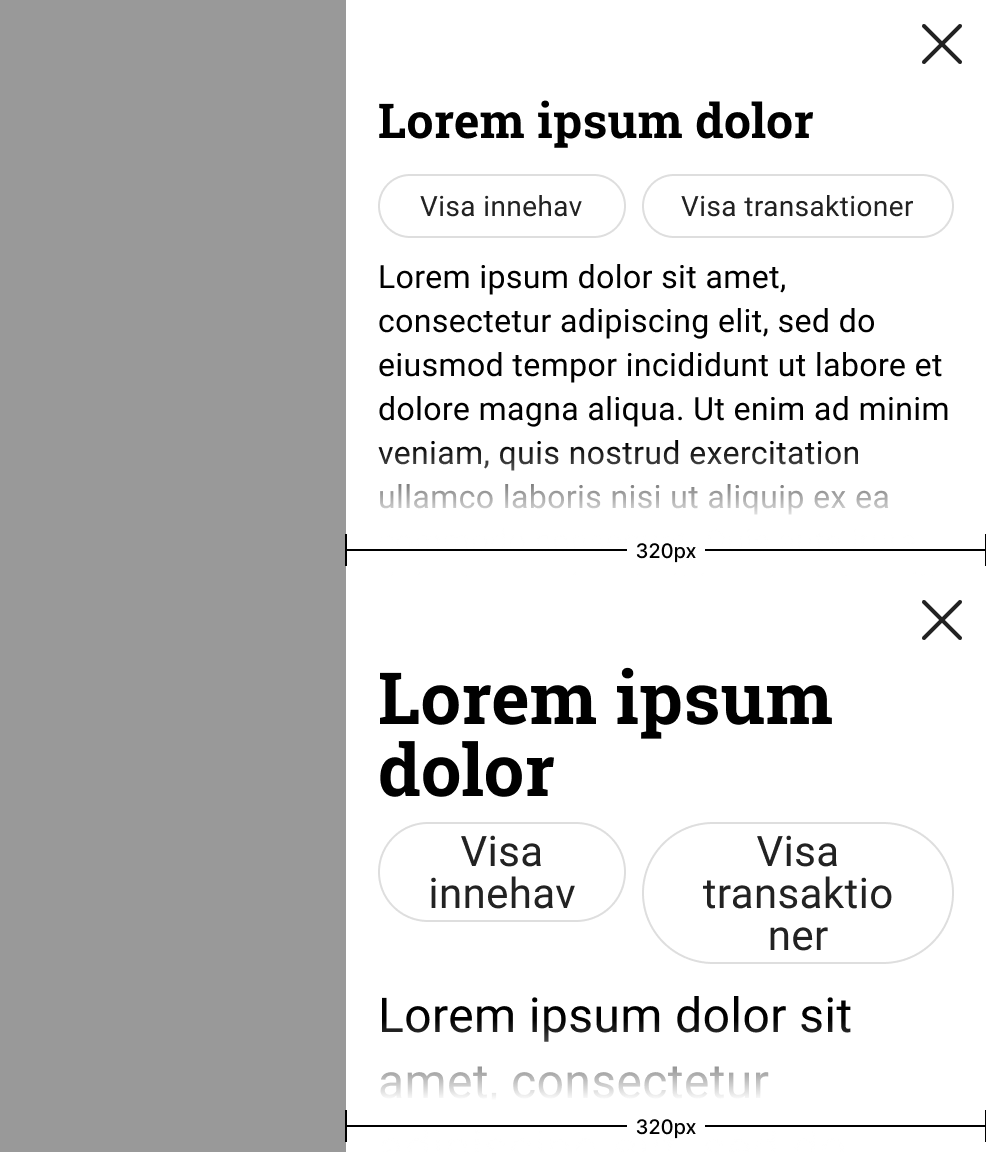 Lorem ipsum dolor
Visa innehav
Visa transaktioner
Lorem ipsum dolor sit amet,
consectetur adipiscing elit, sed do
eiusmod tempor incididunt ut labore et
dolore magna aliqua. Ut enim ad minim
veniam, quis nostrud exercitation
ullamco laboris nisi ut aliquip ex ea
320px
Lorem ipsum
dolor
Visa
innehav
Visa
transaktio
ner
Lorem ipsum dolor sit
amet, consectetur
320px